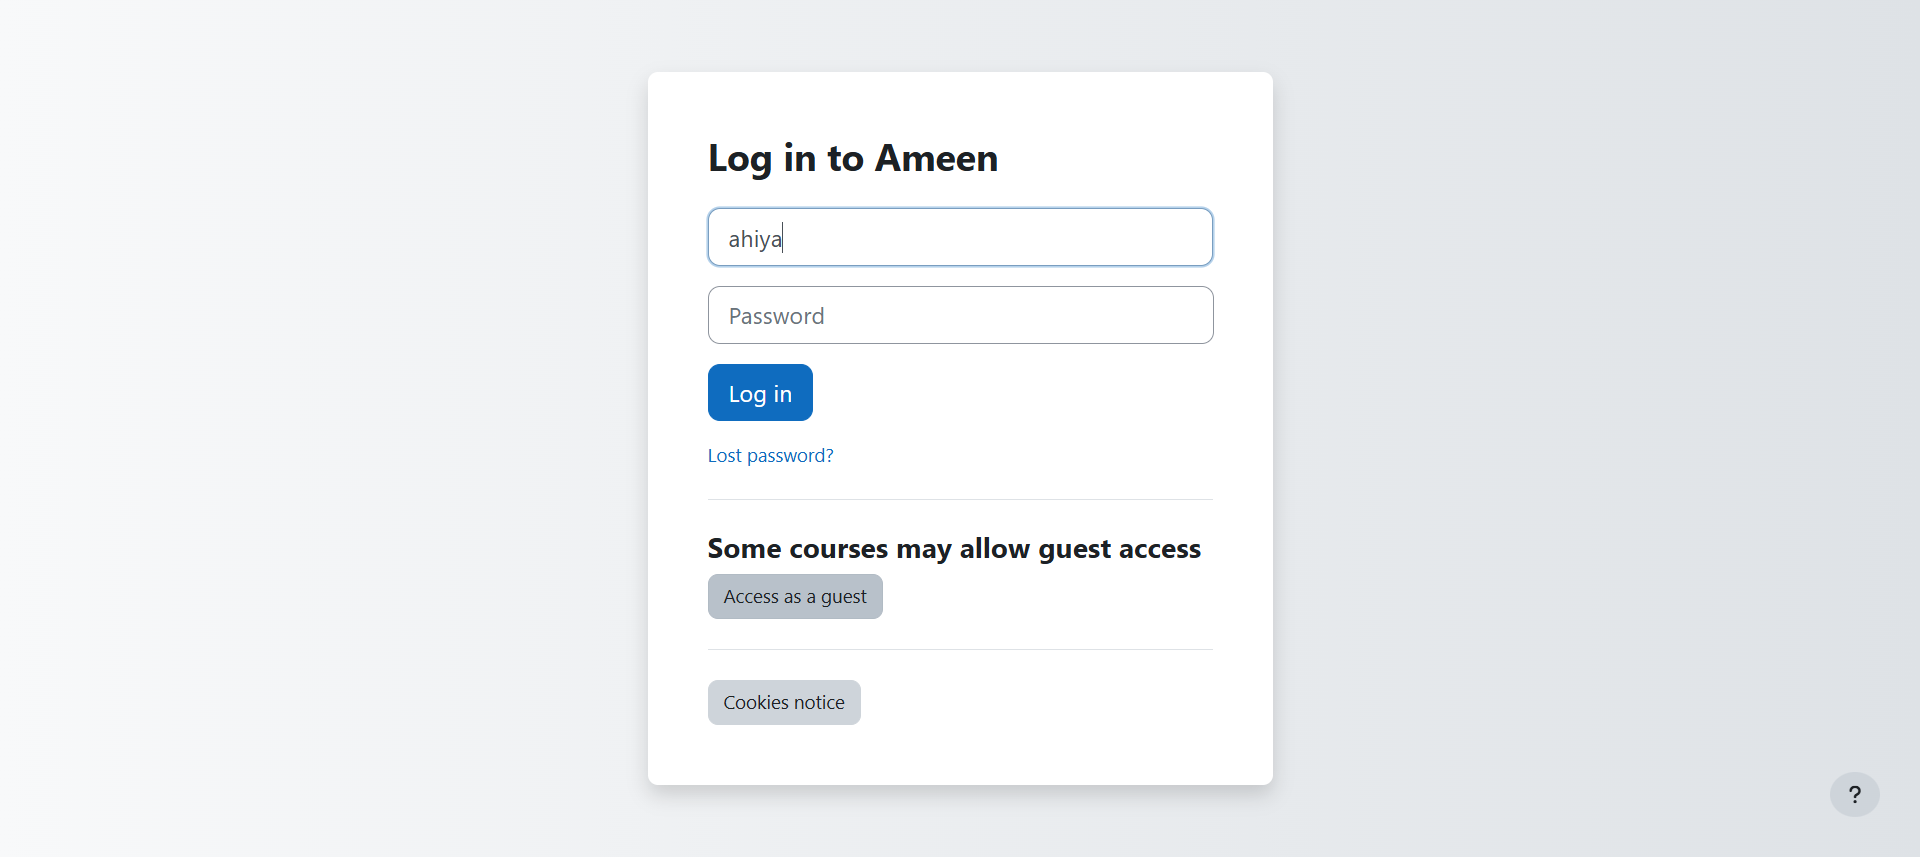 Log in to Ameen
ahiya
Password
Log in
Lost password?
Some courses may allow guest access
Access as a guest
Cookies notice
?